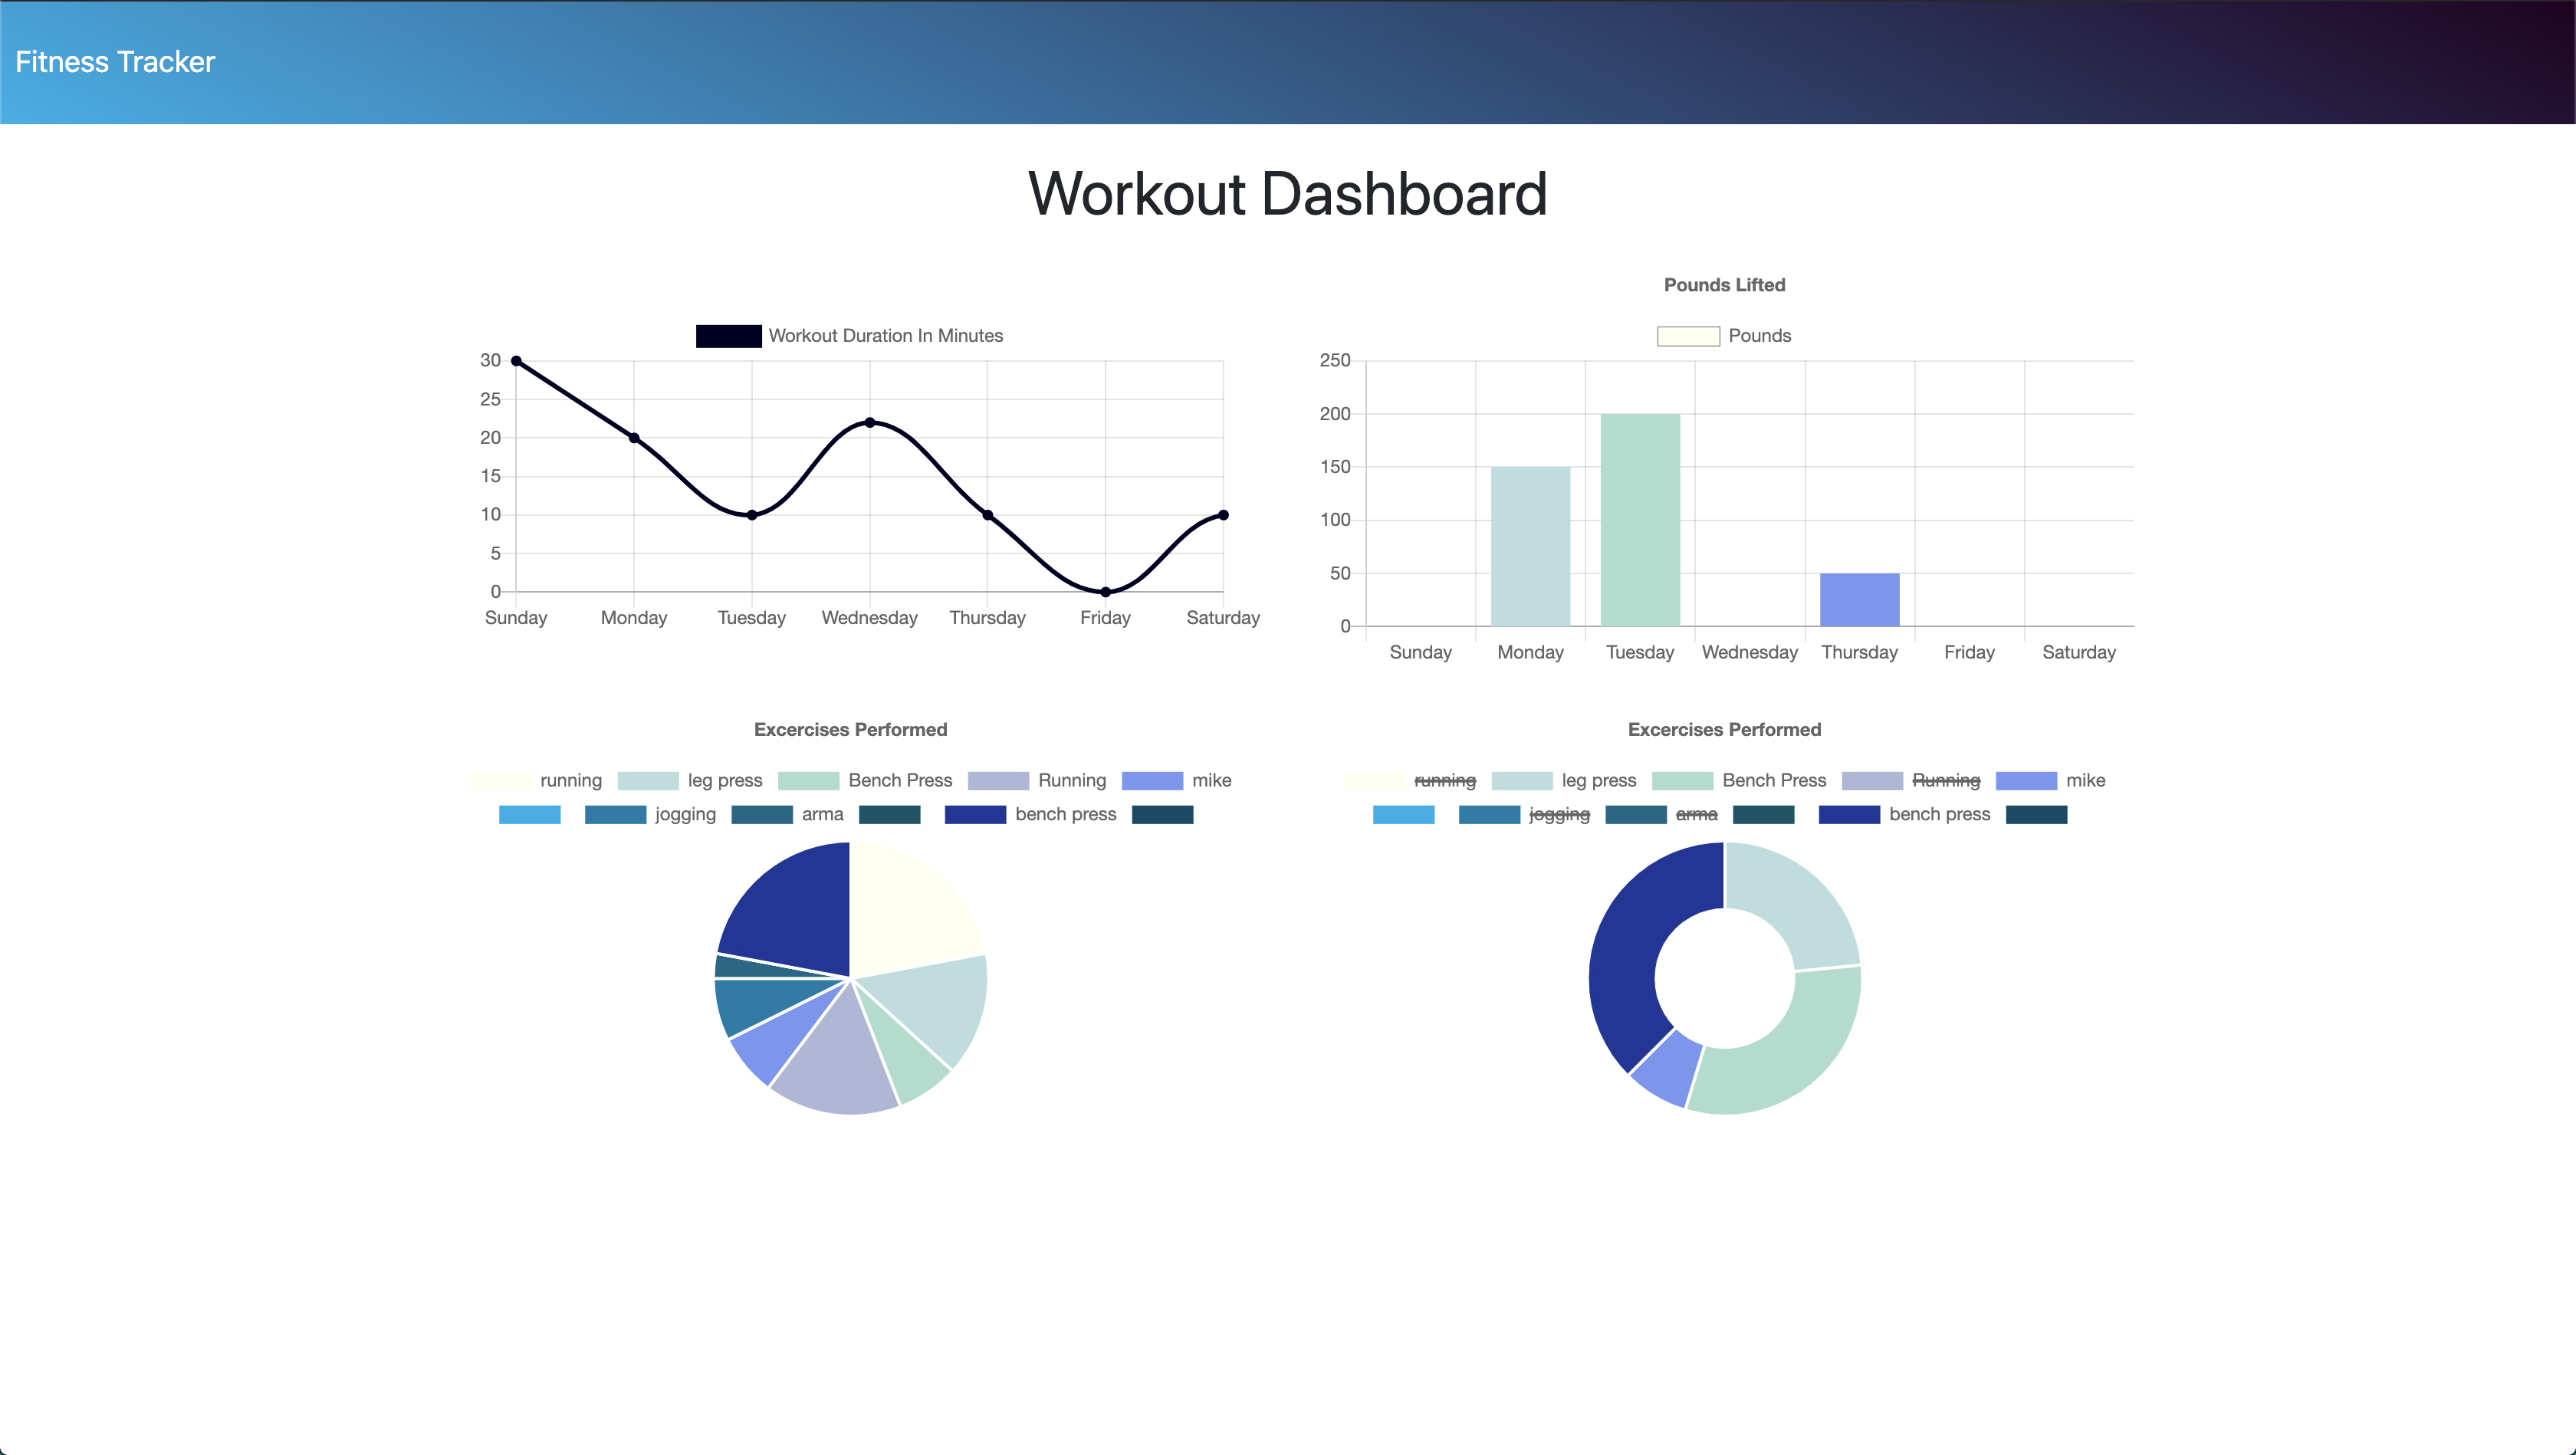 Fitness Tracker
Workout Dashboard
Workout Duration In Minutes
30
25
20
15
10
5
0
Sunday Monday Tuesday Wednesday Thursday Friday Saturday
Pounds Lifted
Pounds
250
200
150
100
50
0
Sunday Monday Tuesday Wednesday Thursday Friday Saturday
Excercises Performed
running leg press Bench Press Running mike
jogging arma bench press
Excercises Performed
running leg press Bench Press Running mike
jogging arma bench press